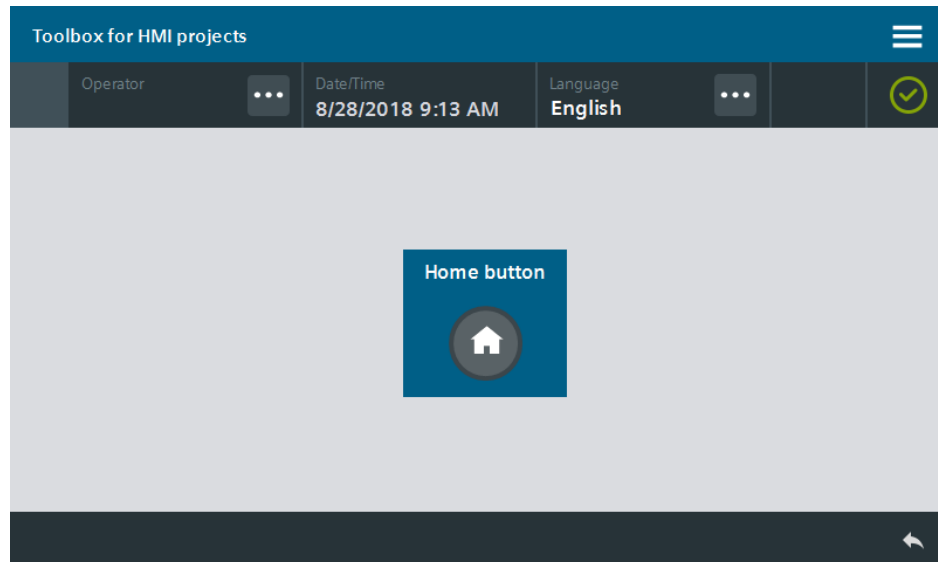 Toolbox for HMI projects
Operator
Date/Time
8/28/2018 9:13 AM
Language
English
Home button